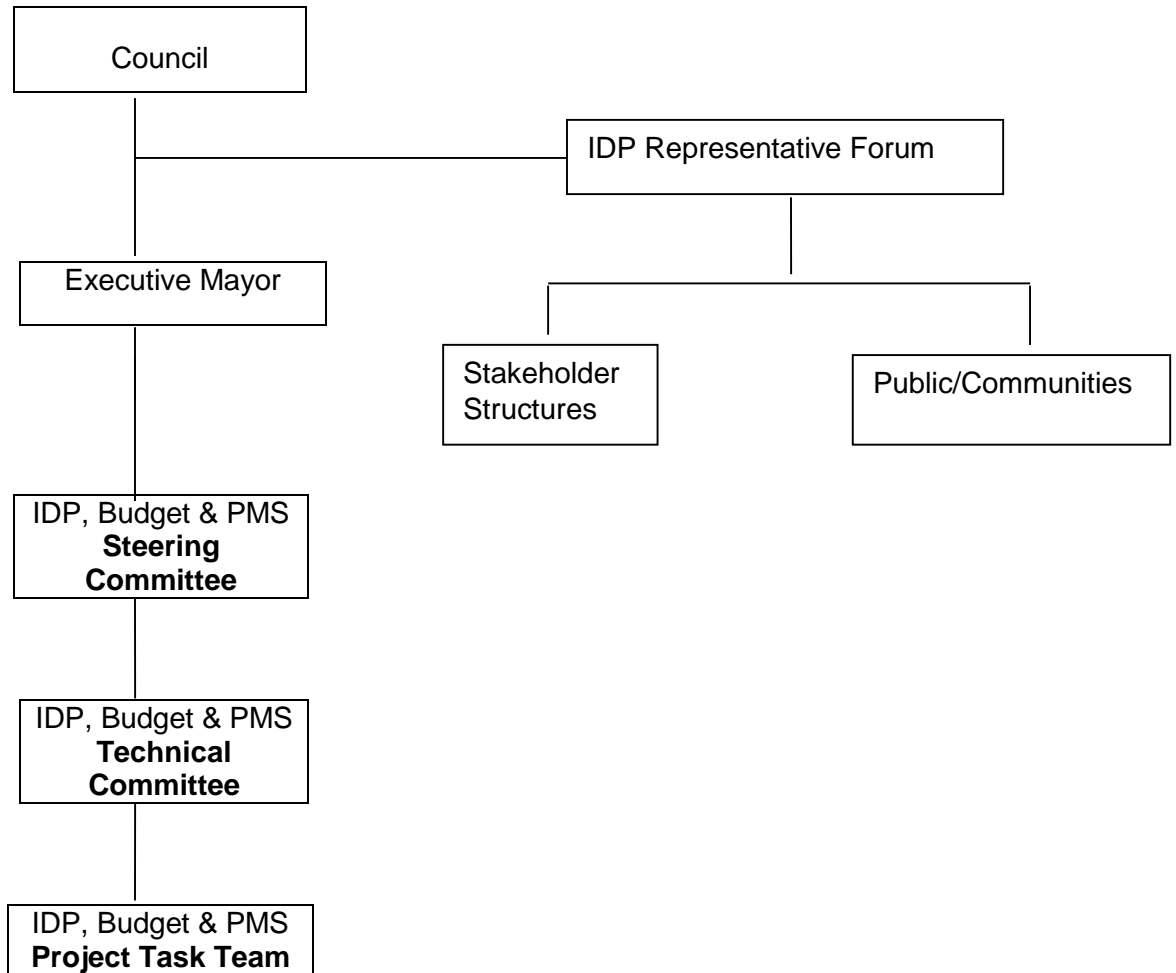 Council
IDP Representative Forum
Executive Mayor
Stakeholder
Structures
Public/Communities
IDP, Budget & PMS
Steering
Committee
IDP, Budget & PMS
Technical
Committee
IDP, Budget & PMS
Project Task Team